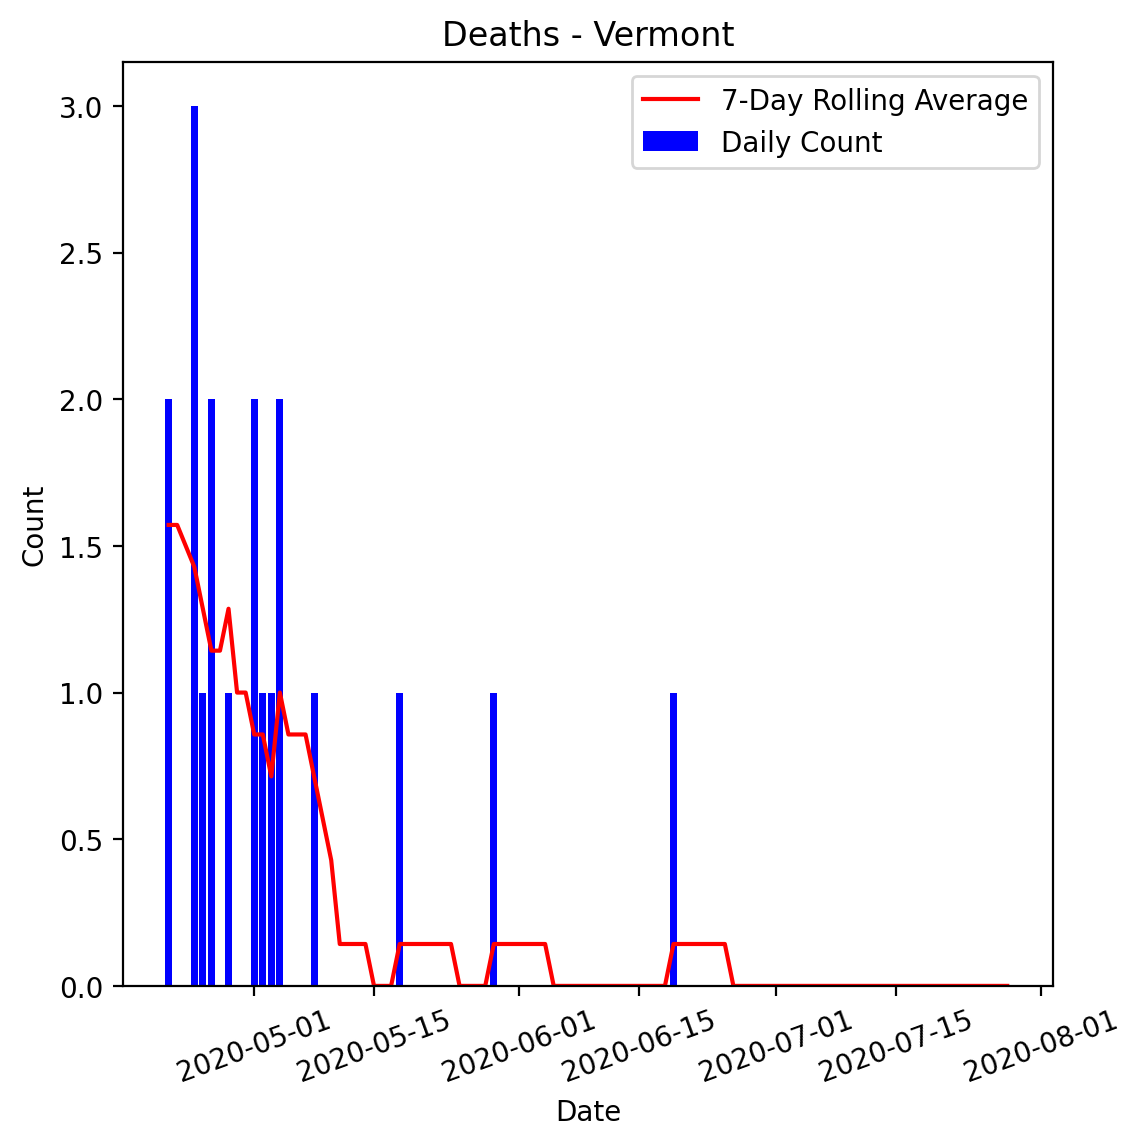 Deaths - Vermont
7-Day Rolling Average
Daily Count
3.0
2.5
2.0
1.5
1.0
0.5
0.0
Count
2020-05-01
2020-05-15
2020-06-01
2020-06-15
2020-07-01
2020-07-15
2020-08-01
Date